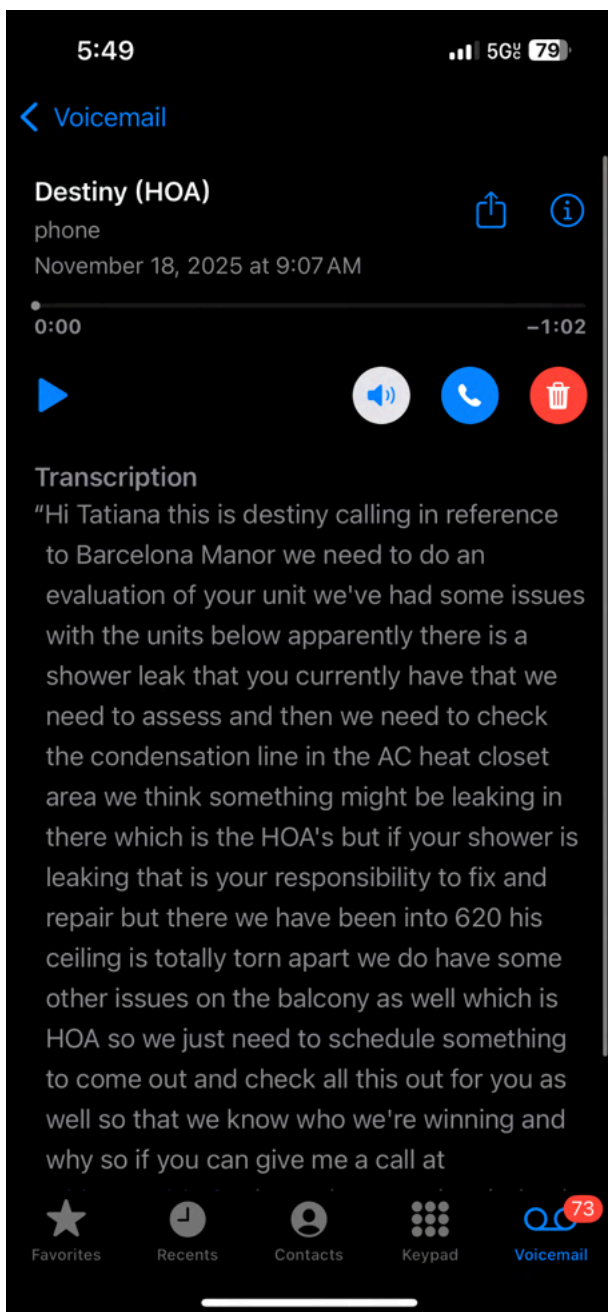 5:49
5G 79
Voicemail
Destiny (HOA)
phone
November 18, 2025 at 9:07 AM
0:00 −1:02
Transcription
“Hi Tatiana this is destiny calling in reference
to Barcelona Manor we need to do an
evaluation of your unit we've had some issues
with the units below apparently there is a
shower leak that you currently have that we
need to assess and then we need to check
the condensation line in the AC heat closet
area we think something might be leaking in
there which is the HOA's but if your shower is
leaking that is your responsibility to fix and
repair but there we have been into 620 his
ceiling is totally torn apart we do have some
other issues on the balcony as well which is
HOA so we just need to schedule something
to come out and check all this out for you as
well so that we know who we're winning and
why so if you can give me a call at
73
Favorites Recents Contacts Keypad Voicemail